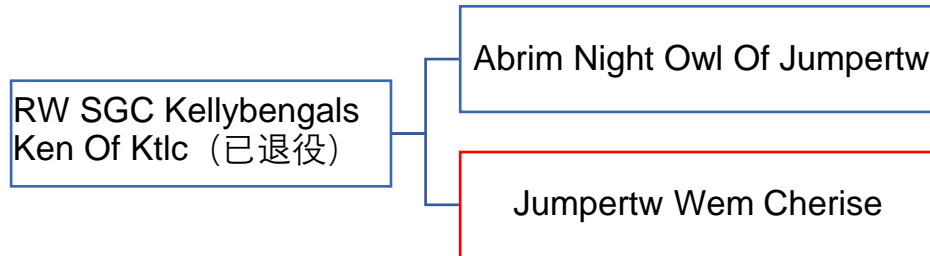 Abrim Night Owl Of Jumpertw
RW SGC Kellybengals
Ken Of Ktlc（已退役）
Jumpertw Wem Cherise